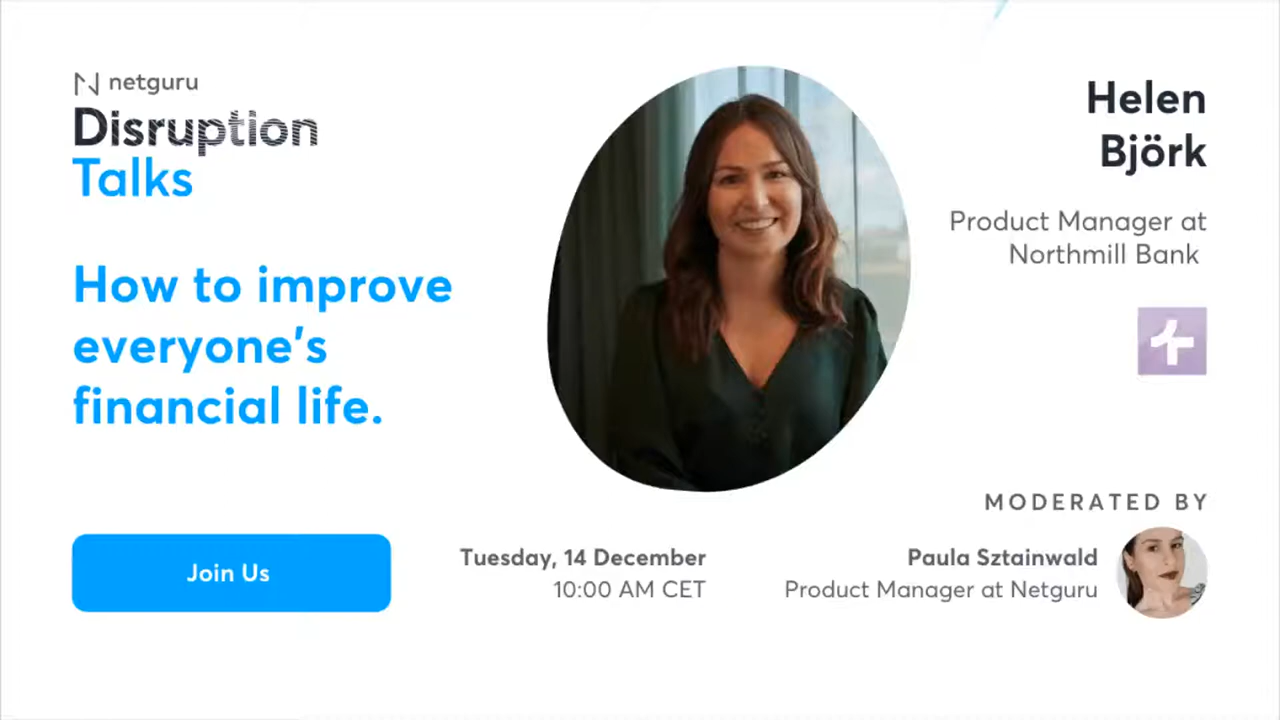 netguru
Disruption
Talks
How to improve
everyone's
financial life.
Join Us
Tuesday, 14 December
10:00 AM CET
Helen
Björk
Product Manager at
Northmill Bank
MODERATED BY
Paula Sztainwald
Product Manager at Netguru